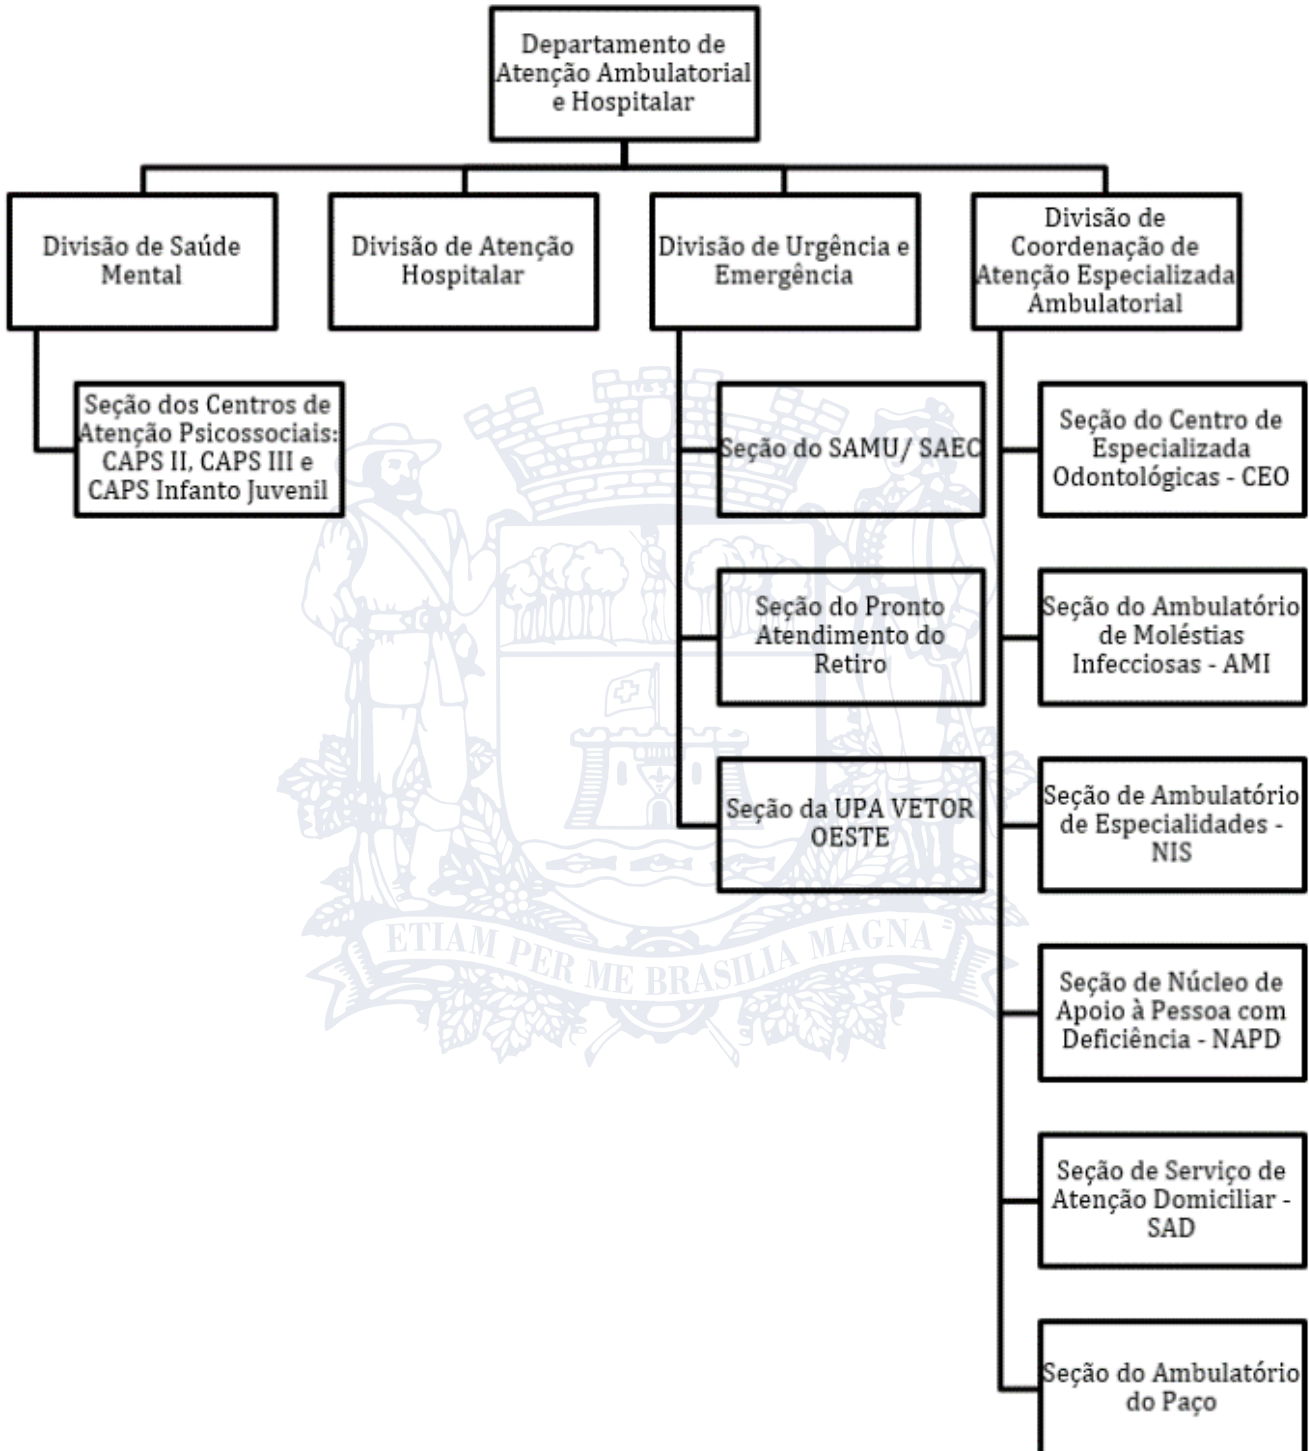 Departamento de
Atenção Ambulatorial
e Hospitalar
Divisão de Saúde
Mental
Divisão de Atenção
Hospitalar
Divisão de Urgência e
Emergência
Divisão de
Coordenação de
Atenção Especializada
Ambulatorial
Seção dos Centros de
Atenção Psicossociais:
CAPS II, CAPS III e
CAPS Infanto Juvenil
Seção do SAMU/ SAEC
Seção do Pronto
Atendimento do
Retiro
Seção da UPA VETOR
OESTE
Seção do Centro de
Especializada
Odontológicas - CEO
Seção do Ambulatório
de Moléstias
Infecciosas - AMI
Seção de Ambulatório
de Especialidades -
NIS
Seção de Núcleo de
Apoio à Pessoa com
Deficiência - NAPD
Seção de Serviço de
Atenção Domiciliar -
SAD
Seção do Ambulatório
do Paço
ETIAM PER ME BRASILIA MAGNA